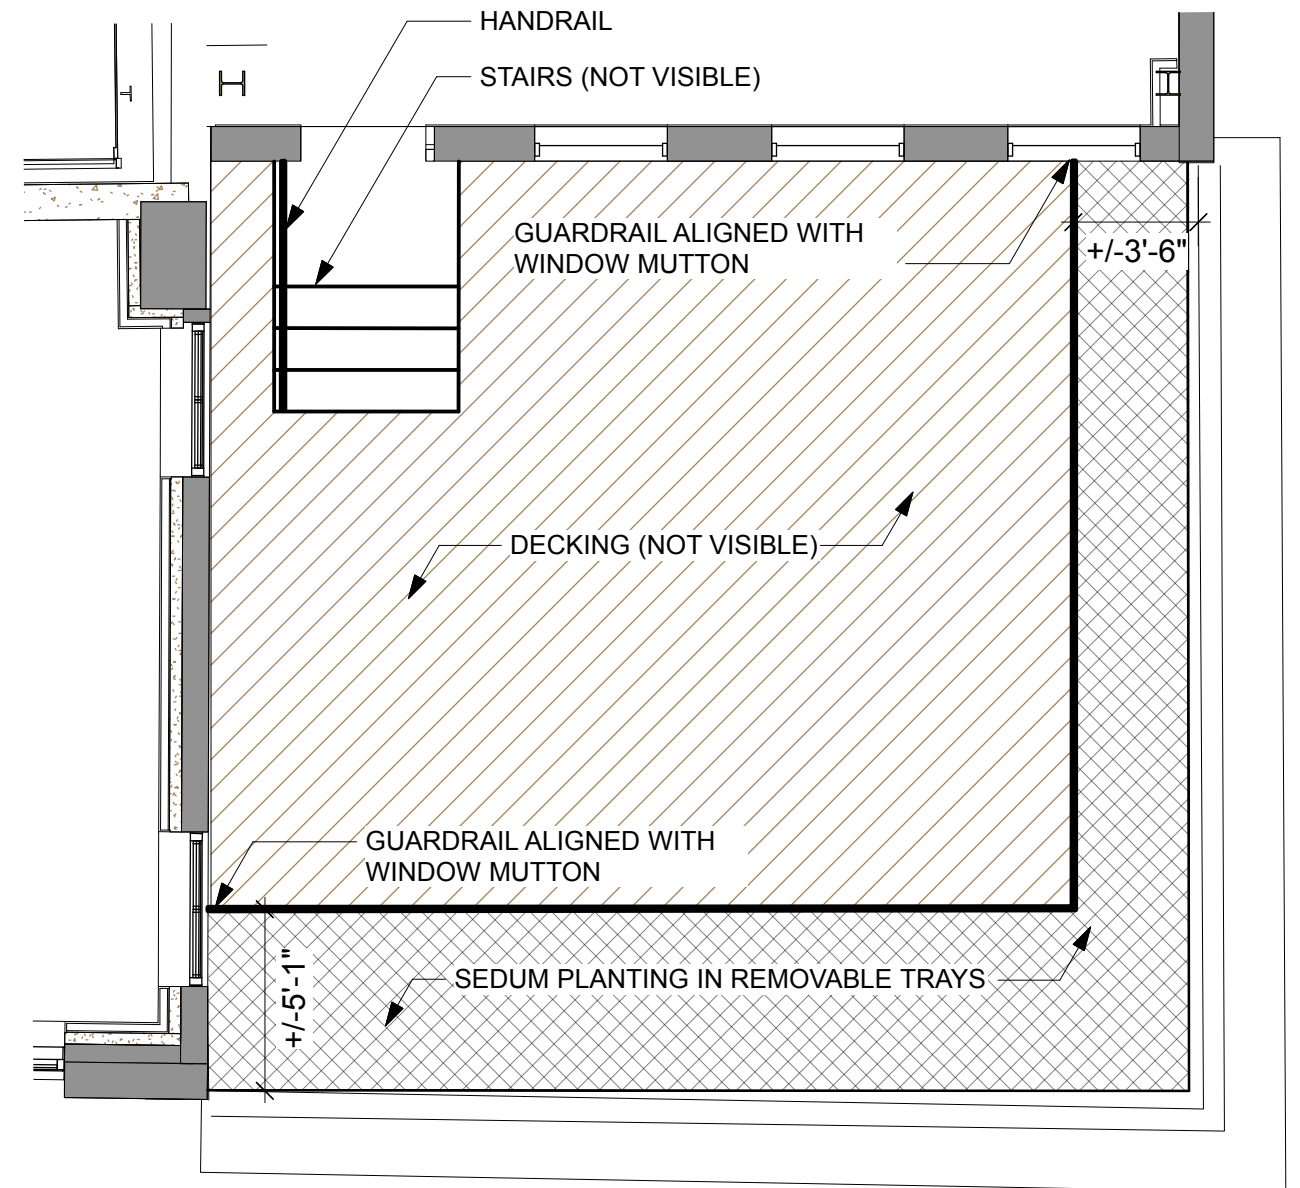 HANDRAIL
STAIRS (NOT VISIBLE)
GUARDRAIL ALIGNED WITH
WINDOW MUTTON
+/-3'-6"
DECKING (NOT VISIBLE)
GUARDRAIL ALIGNED WITH
WINDOW MUTTON
+/-5'-1"
SEDUM PLANTING IN REMOVABLE TRAYS